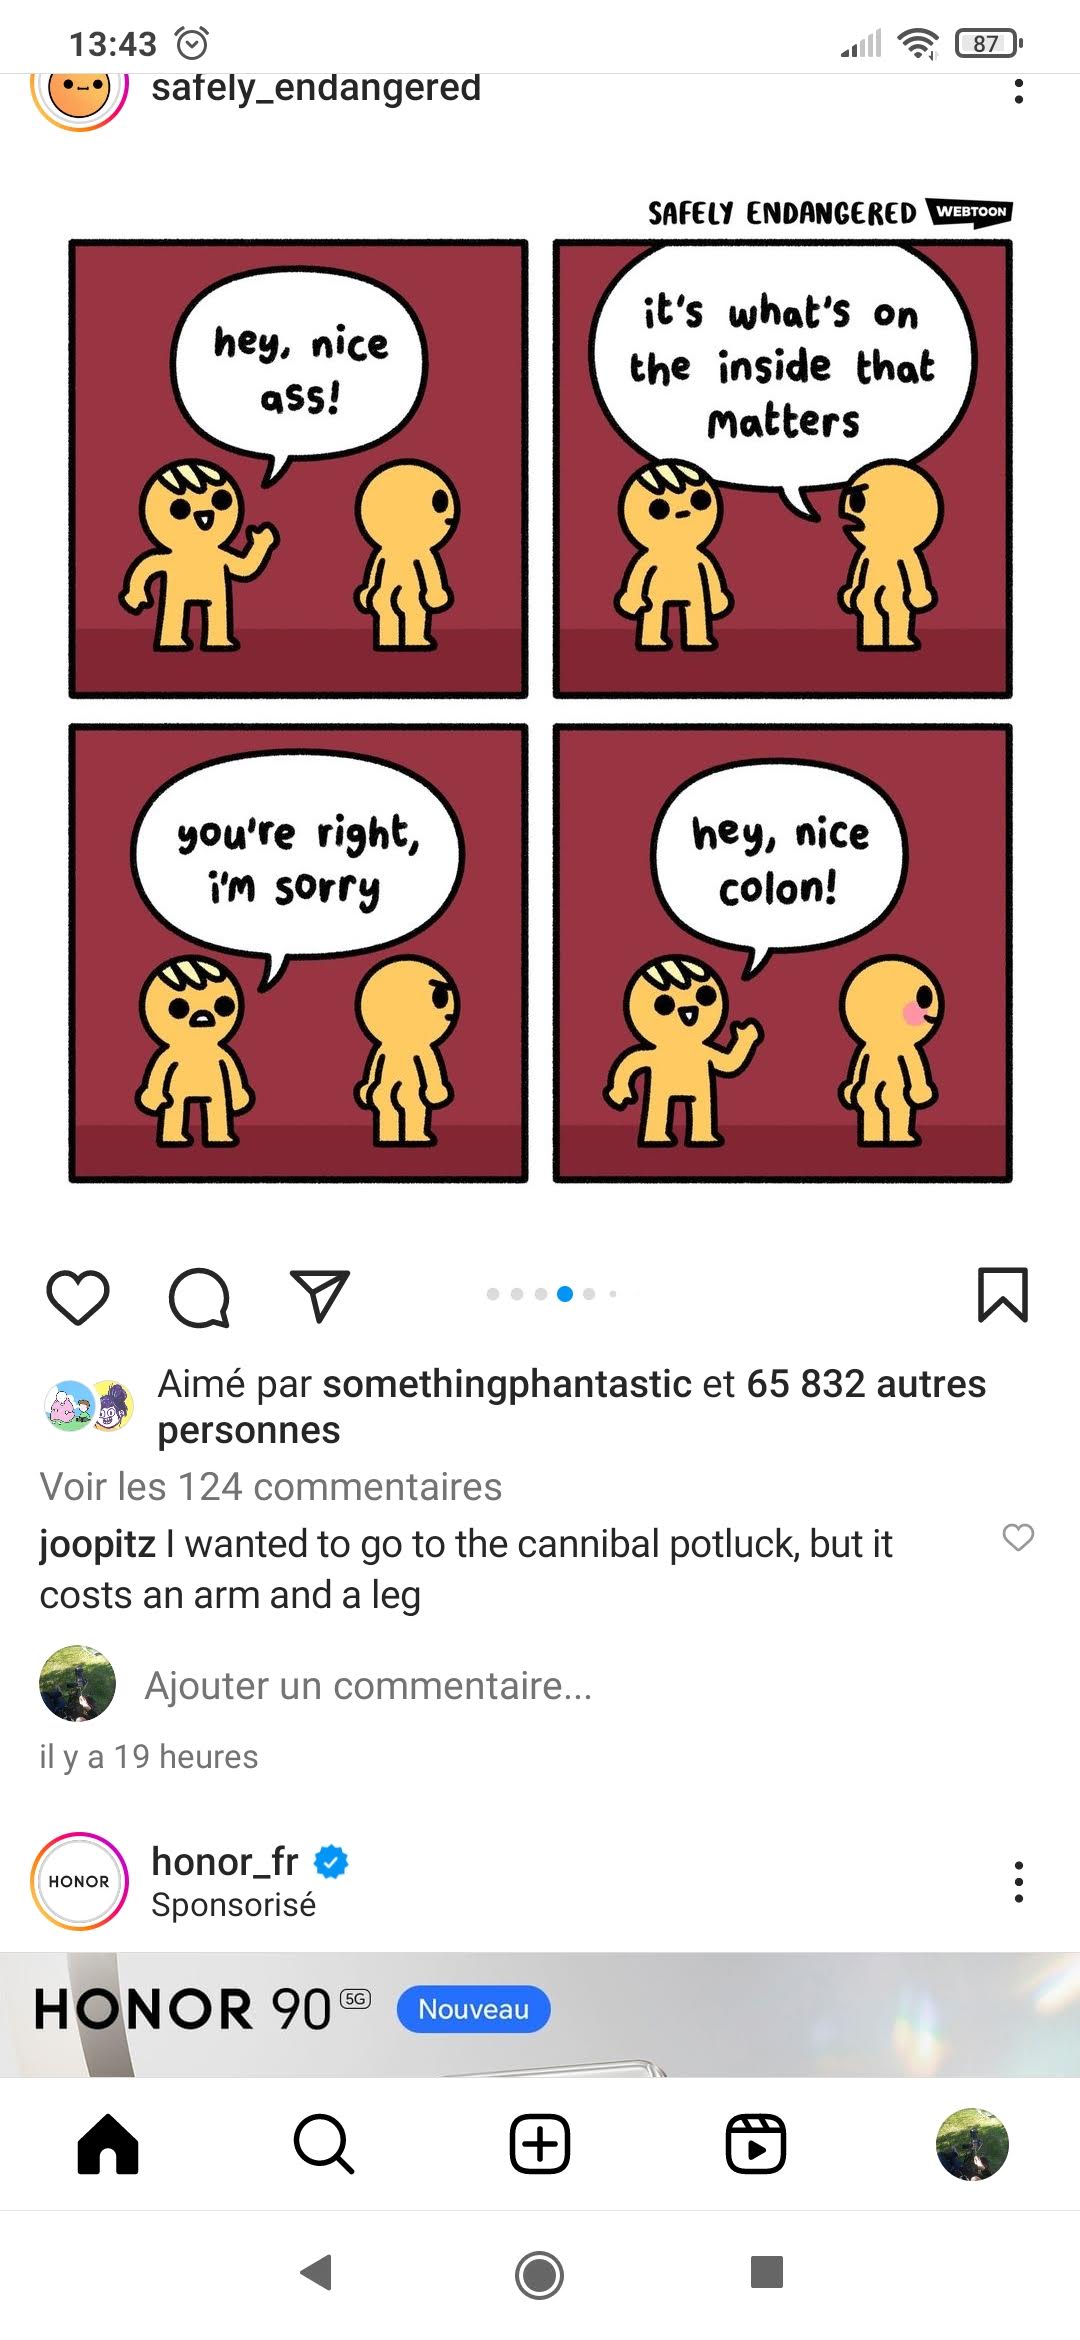 13:43
87
safely_endangered
SAFELY ENDANGERED WEBTOON
hey, nice
ass!
it's what's on
the inside that
matters
you're right,
i'm sorry
hey, nice
colon!
Aimé par somethingphantastic et 65 832 autres
personnes
Voir les 124 commentaires
joopitz I wanted to go to the cannibal potluck, but it
costs an arm and a leg
Ajouter un commentaire...
il y a 19 heures
HONOR
honor_fr
Sponsorisé
HONOR 90 5G Nouveau